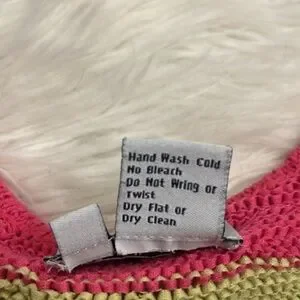 Hand Wash Cold
No Bleach
Do Not Wring or
Twist
Dry Flat or
Dry Clean